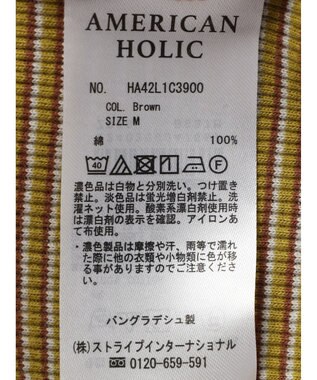 AMERICAN
HOLIC
NO. HA42L1C3900
COL. Brown
SIZE M
綿 100%
濃色品は白物と分別洗い。つけ置き
禁止。淡色品は蛍光増白剤禁止。洗
濯ネット使用。酸素系漂白剤使用時
は漂白剤の表示を確認。アイロンあ
て布使用。
・濃色製品は摩擦や汗、雨等で濡れ
た際に他の衣類や小物類に色が移
る事がありますのでご注意くださ
い。
バングラデシュ製
(株)ストライプインターナショナル
0120-659-591